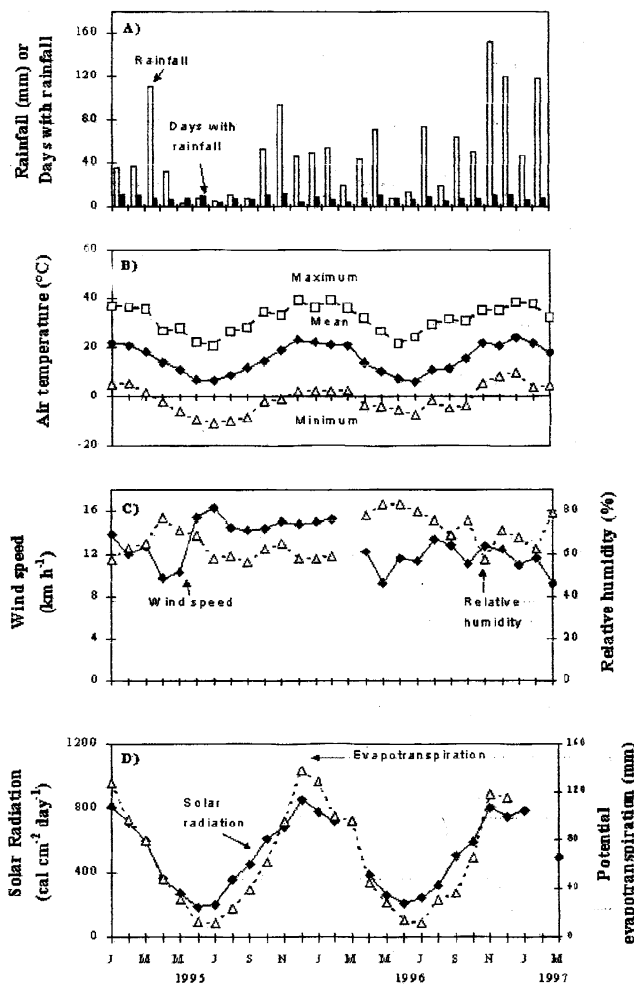 A)
Rainfall (mm) or
Days with rainfall
160
120
80
40
0
Rainfall
Days with
rainfall
B)
Air temperature (°C)
60
40
20
0
-20
Maximum
Mean
Minimum
C)
Wind speed
(km h-1)
16
12
8
4
0
Wind speed
Relative
humidity
80
60
40
20
0
Relative humidity (%)
D)
Solar Radiation
(cal cm-2 day-1)
1200
800
400
0
Evapotranspiration
Solar
radiation
160
120
80
40
0
Potential
evapotranspiration (mm)
J M M J S N J M M J S N J M
1995 1996 1997